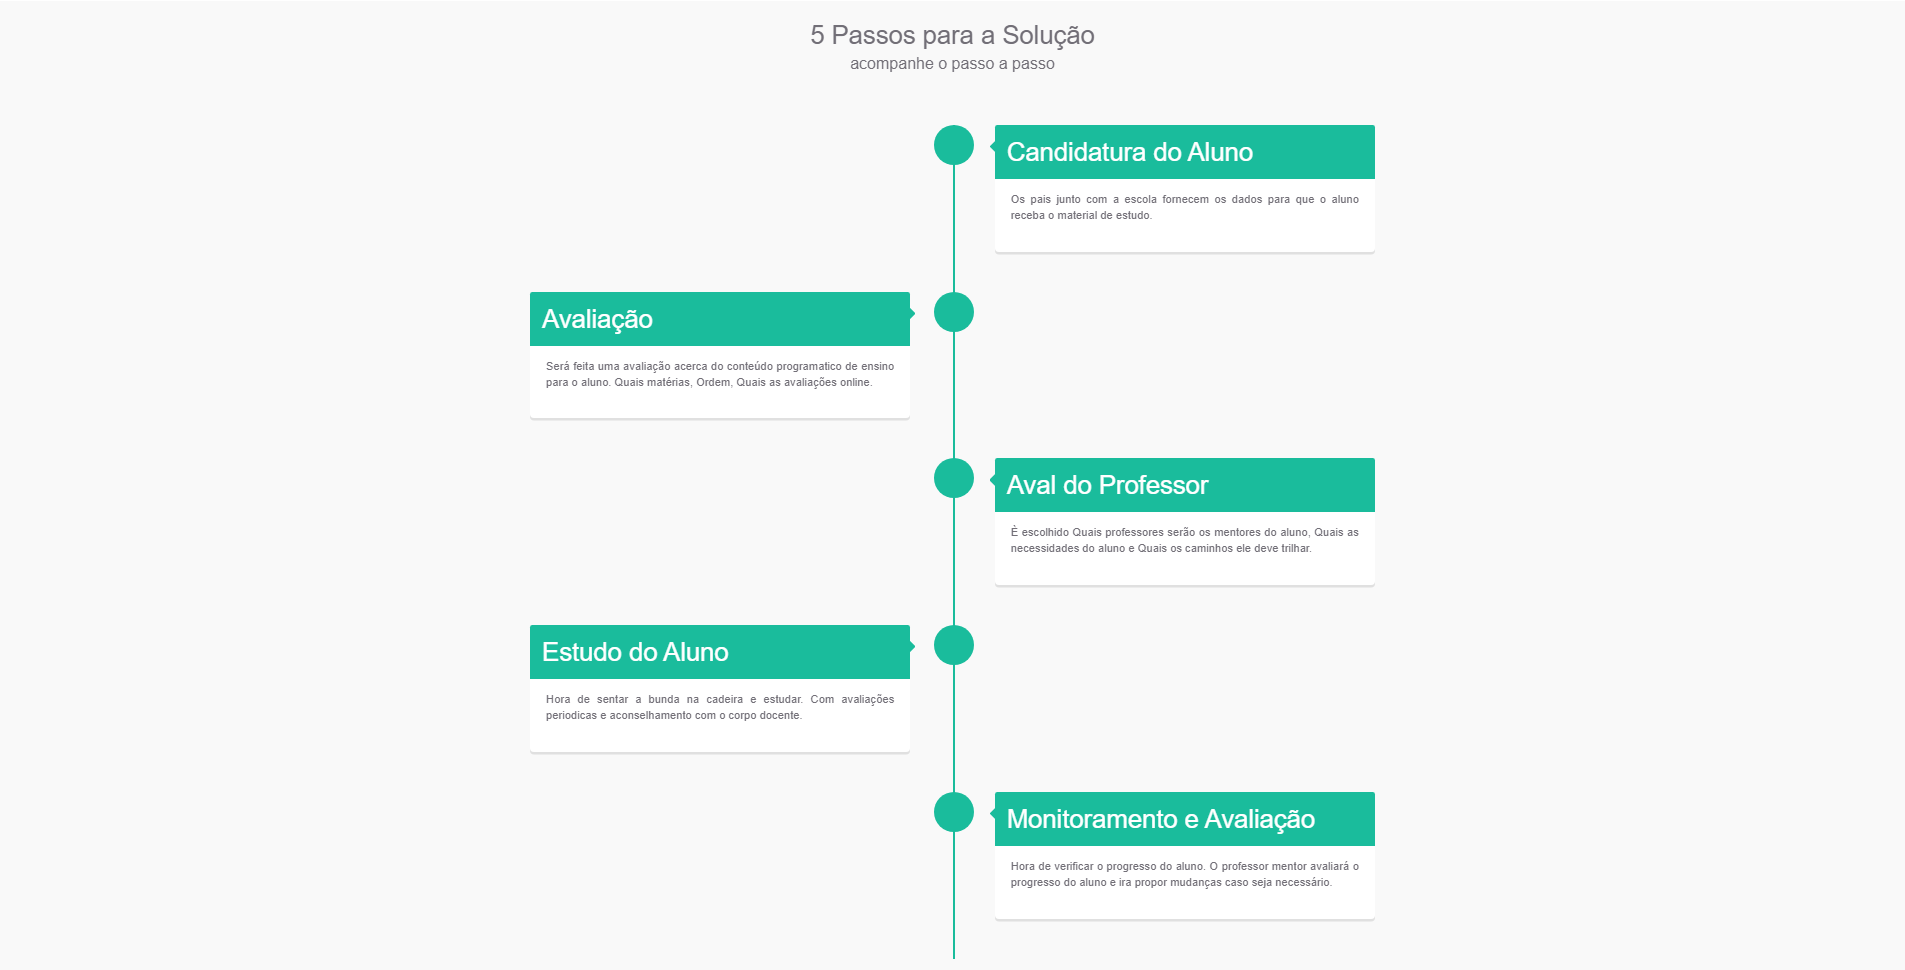 5 Passos para a Solução
acompanhe o passo a passo
Candidatura do Aluno
Os pais junto com a escola fornecem os dados para que o aluno
receba o material de estudo.
Avaliação
Será feita uma avaliação acerca do conteúdo programatico de ensino
para o aluno. Quais matérias, Ordem, Quais as avaliações online.
Aval do Professor
È escolhido Quais professores serão os mentores do aluno, Quais as
necessidades do aluno e Quais os caminhos ele deve trilhar.
Estudo do Aluno
Hora de sentar a bunda na cadeira e estudar. Com avaliações
periodicas e aconselhamento com o corpo docente.
Monitoramento e Avaliação
Hora de verificar o progresso do aluno. O professor mentor avaliará o
progresso do aluno e ira propor mudanças caso seja necessário.